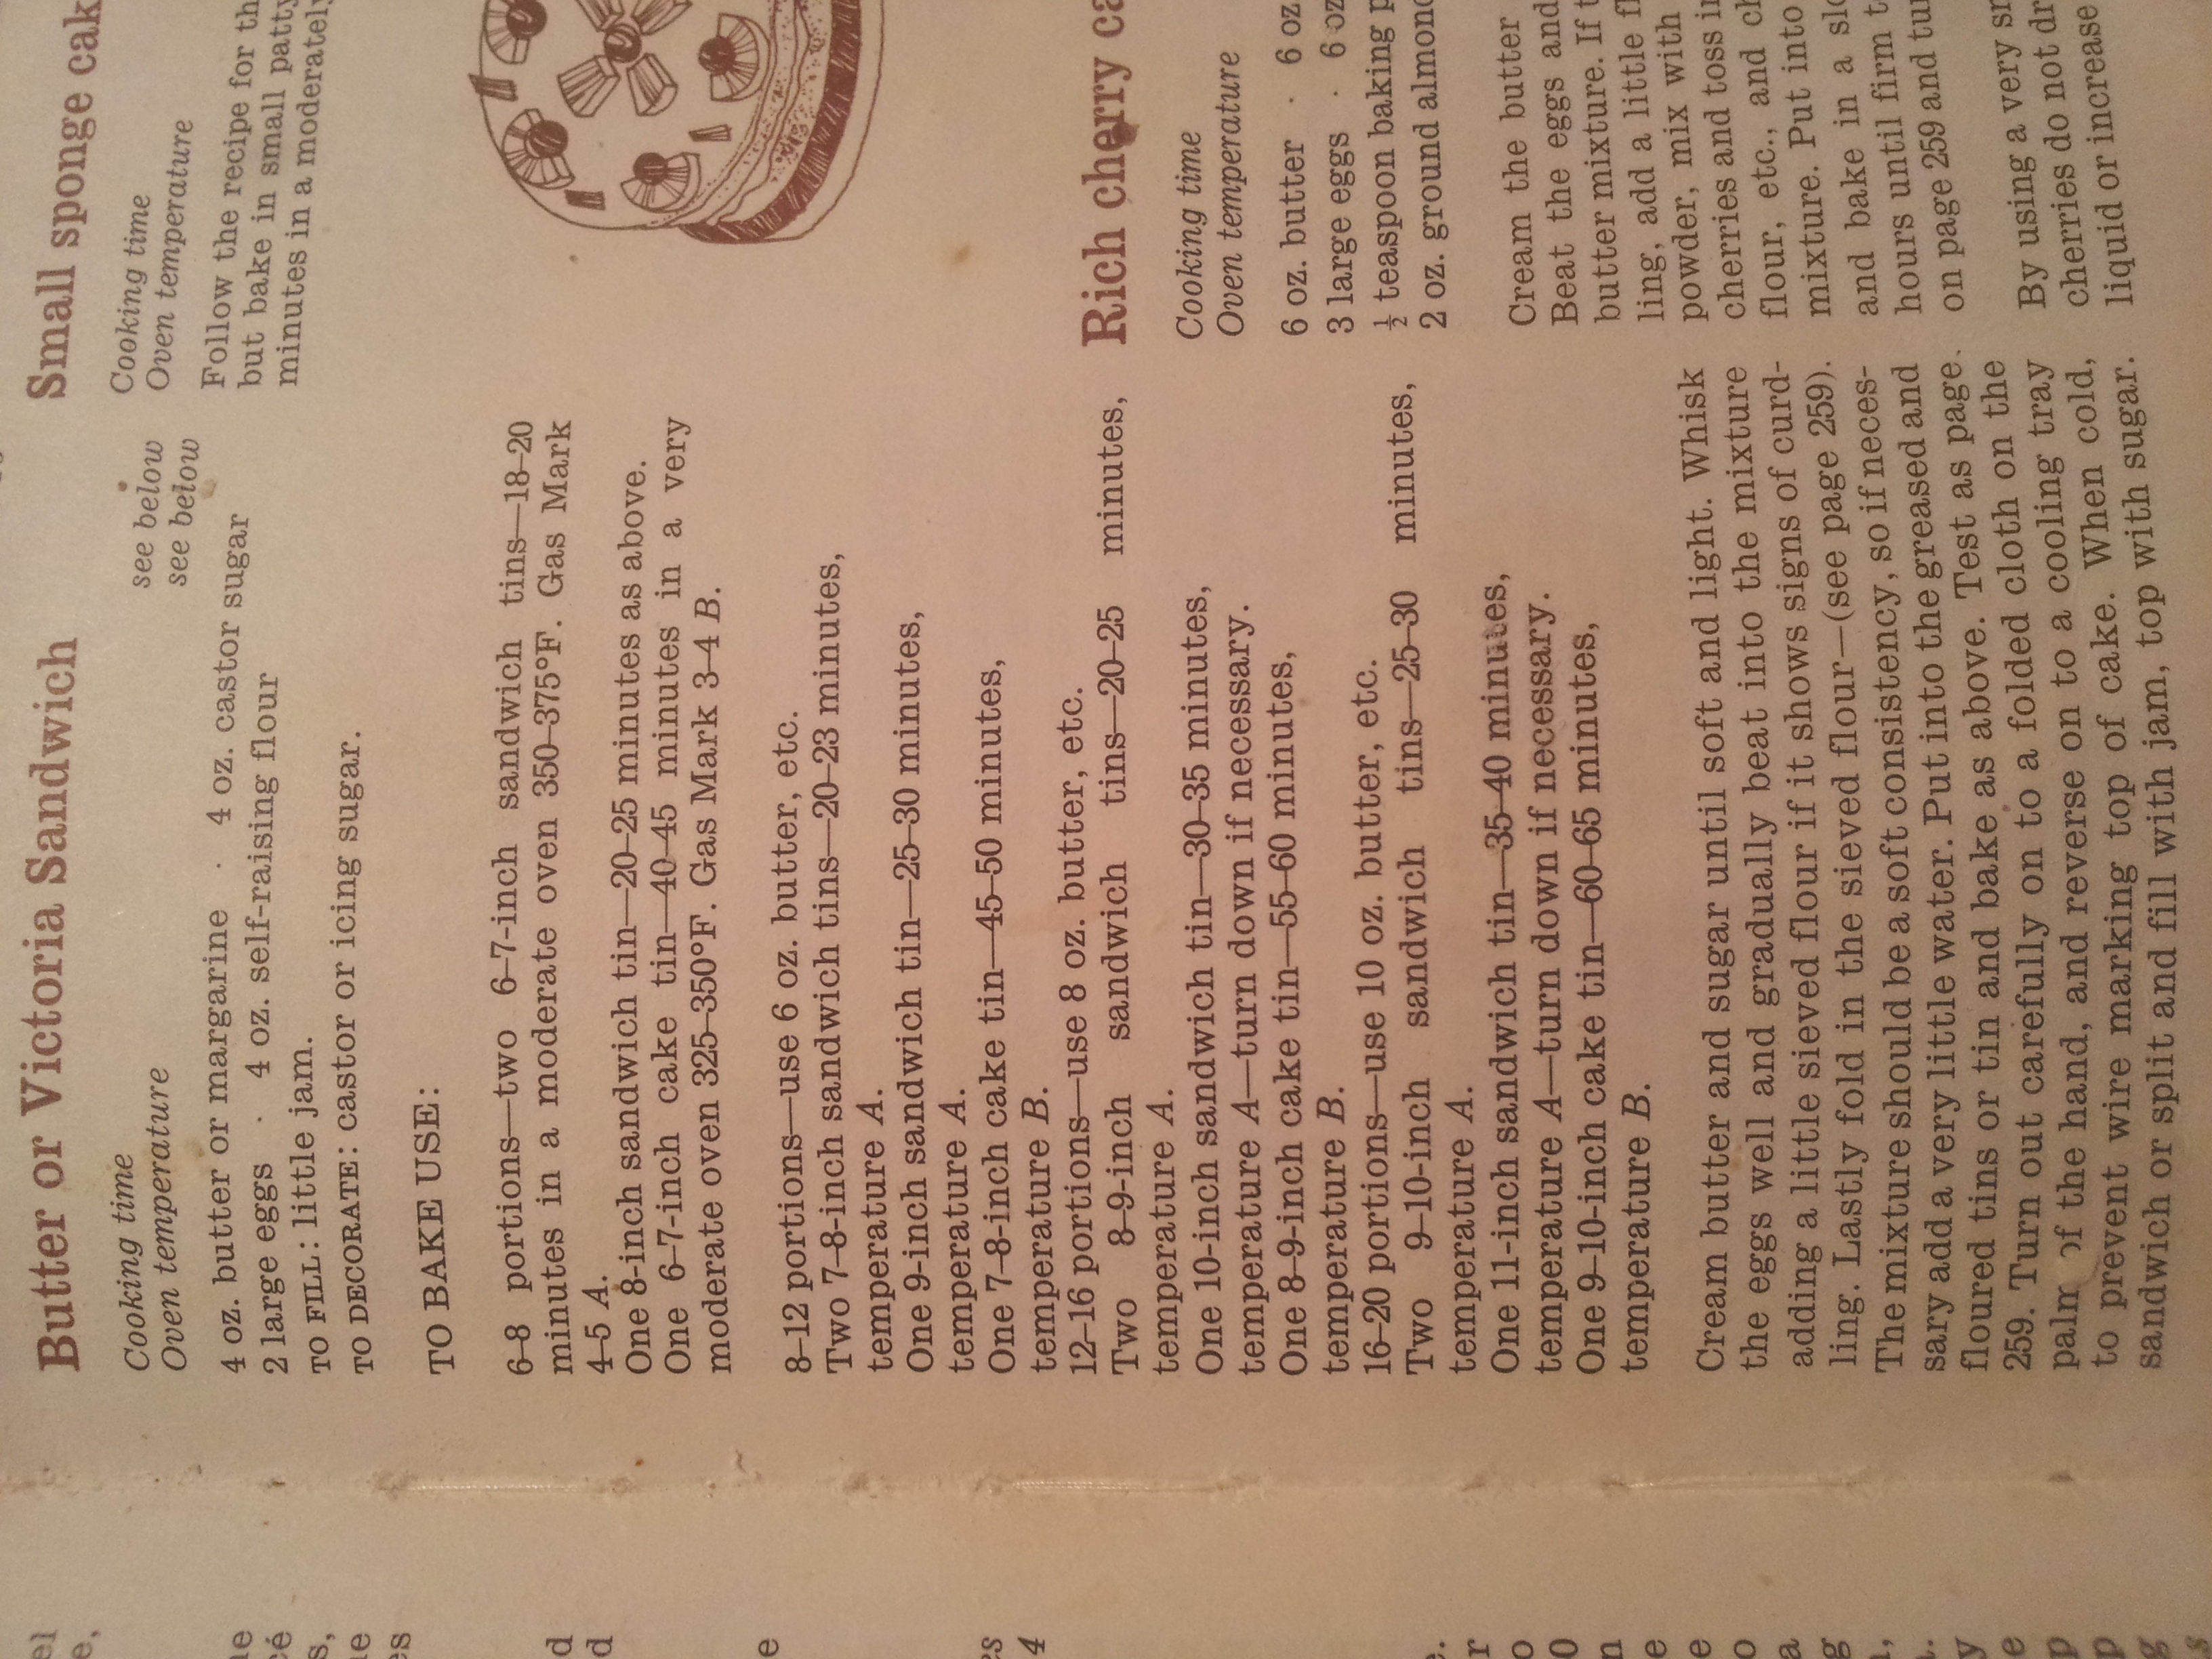 Butter or Victoria Sandwich
Cooking time see below
Oven temperature see below
4 oz. butter or margarine · 4 oz. castor sugar
2 large eggs · 4 oz. self-raising flour
TO FILL: little jam.
TO DECORATE: castor or icing sugar.
TO BAKE USE:
6–8 portions—two 6–7-inch sandwich tins—18–20
minutes in a moderate oven 350–375°F. Gas Mark
4–5 A.
One 8-inch sandwich tin—20–25 minutes as above.
One 6–7-inch cake tin—40–45 minutes in a very
moderate oven 325–350°F. Gas Mark 3–4 B.
8–12 portions—use 6 oz. butter, etc.
Two 7–8-inch sandwich tins—20–23 minutes,
temperature A.
One 9-inch sandwich tin—25–30 minutes,
temperature A.
One 7–8-inch cake tin—45–50 minutes,
temperature B.
12–16 portions—use 8 oz. butter, etc.
Two 8–9-inch sandwich tins—20–25 minutes,
temperature A.
One 10-inch sandwich tin—30–35 minutes,
temperature A—turn down if necessary.
One 8–9-inch cake tin—55–60 minutes,
temperature B.
16–20 portions—use 10 oz. butter, etc.
Two 9–10-inch sandwich tins—25–30 minutes,
temperature A.
One 11-inch sandwich tin—35–40 minutes,
temperature A—turn down if necessary.
One 9–10-inch cake tin—60–65 minutes,
temperature B.
Cream butter and sugar until soft and light. Whisk
the eggs well and gradually beat into the mixture
adding a little sieved flour if it shows signs of curd-
ling. Lastly fold in the sieved flour—(see page 259).
The mixture should be a soft consistency, so if neces-
sary add a very little water. Put into the greased and
floured tins or tin and bake as above. Test as page
259. Turn out carefully on to a folded cloth on the
palm of the hand, and reverse on to a cooling tray
to prevent wire marking top of cake. When cold,
sandwich or split and fill with jam, top with sugar.
Small sponge cak
Cooking time
Oven temperature
Follow the recipe for th
but bake in small patty
minutes in a moderately
Rich cherry ca
Cooking time
Oven temperature
6 oz. butter · 6 oz
3 large eggs · 6 oz
½ teaspoon baking p
2 oz. ground almond
Cream the butter
Beat the eggs and
butter mixture. If t
ling, add a little fl
powder, mix with
cherries and toss in
flour, etc., and ch
mixture. Put into
and bake in a slo
hours until firm t
on page 259 and tur
By using a very sm
cherries do not dr
liquid or increase